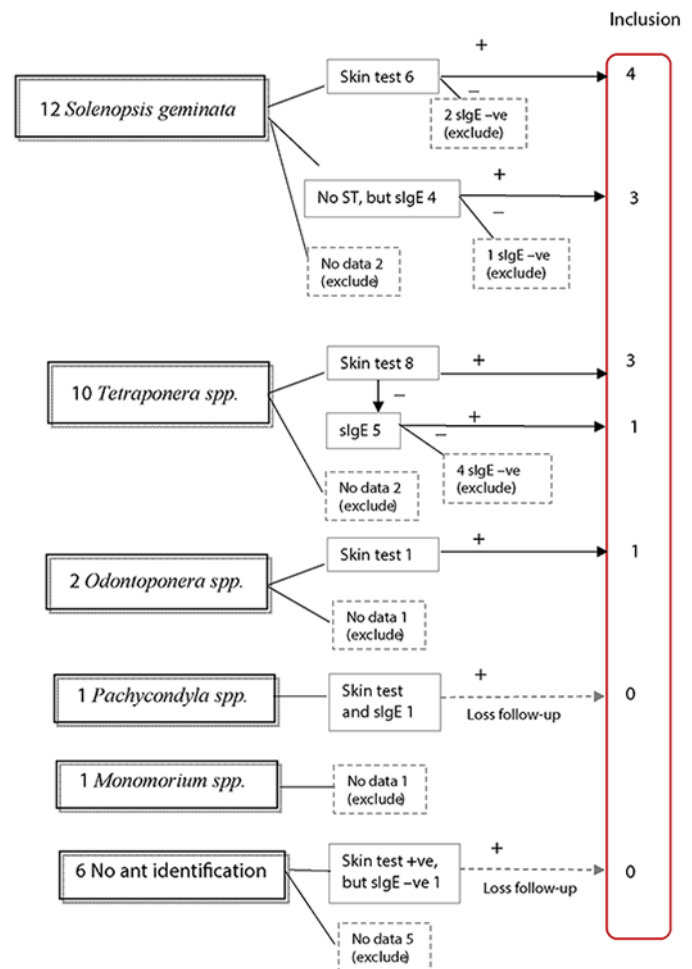 Inclusion
12 Solenopsis geminata
Skin test 6
+
–
2 sIgE –ve
(exclude)
4
No ST, but sIgE 4
+
–
1 sIgE –ve
(exclude)
3
No data 2
(exclude)
10 Tetraponera spp.
Skin test 8
+
3
–
sIgE 5
+
–
1
4 sIgE –ve
(exclude)
No data 2
(exclude)
2 Odontoponera spp.
Skin test 1
+
1
No data 1
(exclude)
1 Pachycondyla spp.
Skin test
and sIgE 1
+
Loss follow-up
0
1 Monomorium spp.
No data 1
(exclude)
6 No ant identification
Skin test +ve,
but sIgE –ve 1
+
Loss follow-up
0
No data 5
(exclude)